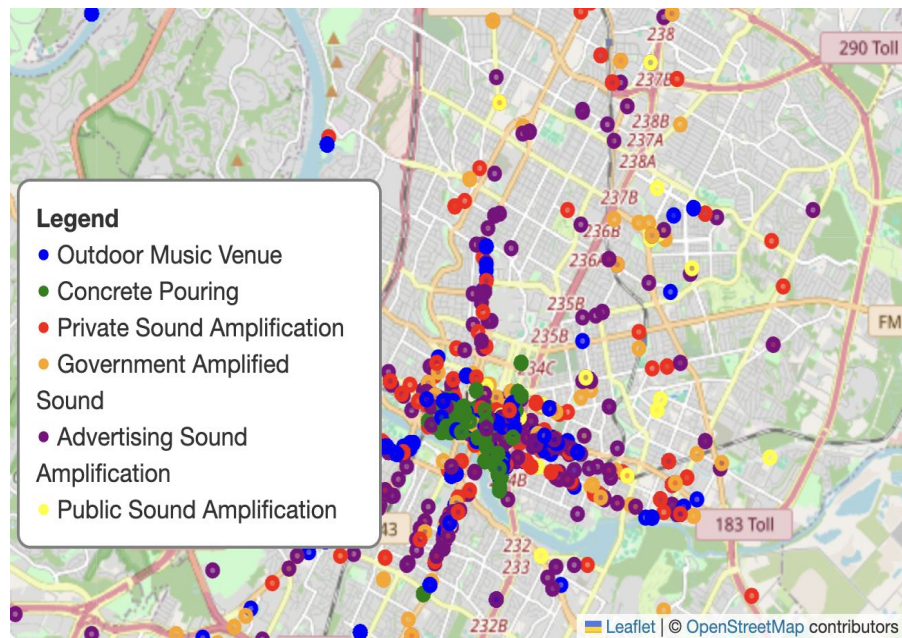 238
290 Toll
237B
238B
237A
238A
237B
236B
236A
235B
235B
234C
FM
Legend
Outdoor Music Venue
Concrete Pouring
Private Sound Amplification
Government Amplified
Sound
Advertising Sound
Amplification
Public Sound Amplification
4B
43
183 Toll
232
233
232B
Leaflet | © OpenStreetMap contributors